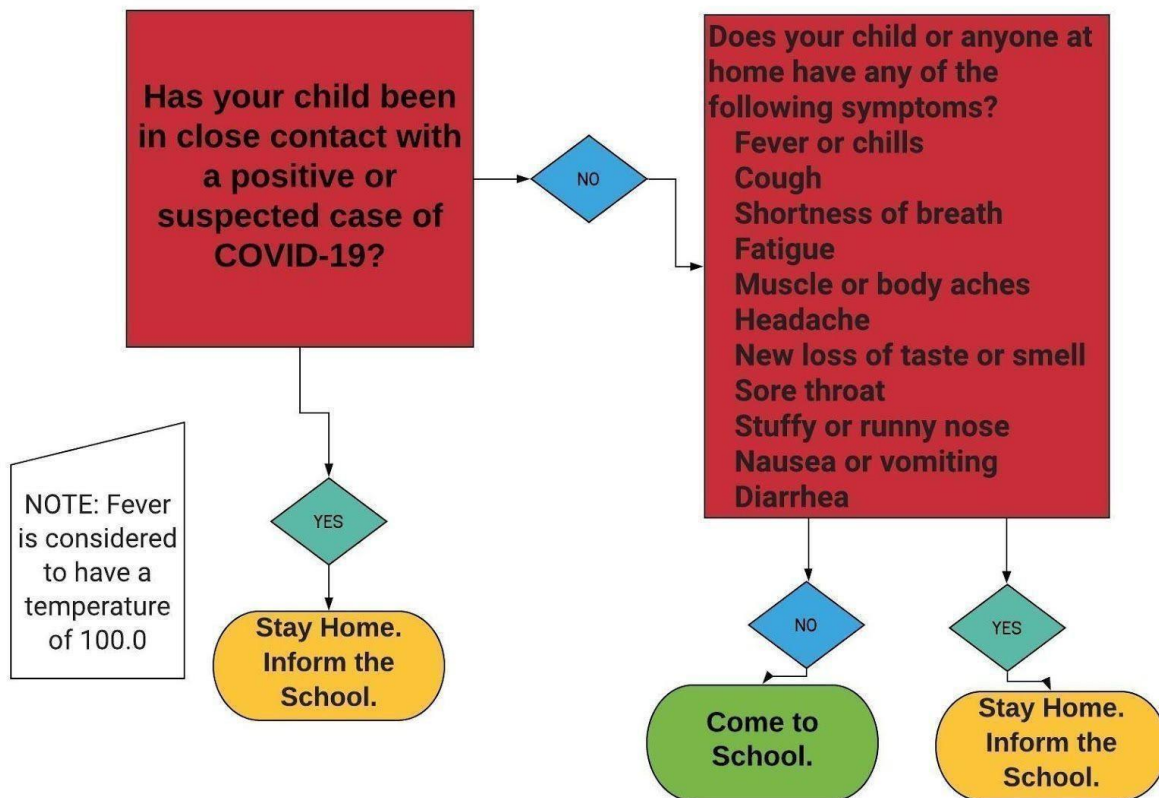 Has your child been
in close contact with
a positive or
suspected case of
COVID-19?
NO
Does your child or anyone at
home have any of the
following symptoms?
Fever or chills
Cough
Shortness of breath
Fatigue
Muscle or body aches
Headache
New loss of taste or smell
Sore throat
Stuffy or runny nose
Nausea or vomiting
Diarrhea
NOTE: Fever
is considered
to have a
temperature
of 100.0
YES
Stay Home.
Inform the
School.
NO
Come to
School.
YES
Stay Home.
Inform the
School.